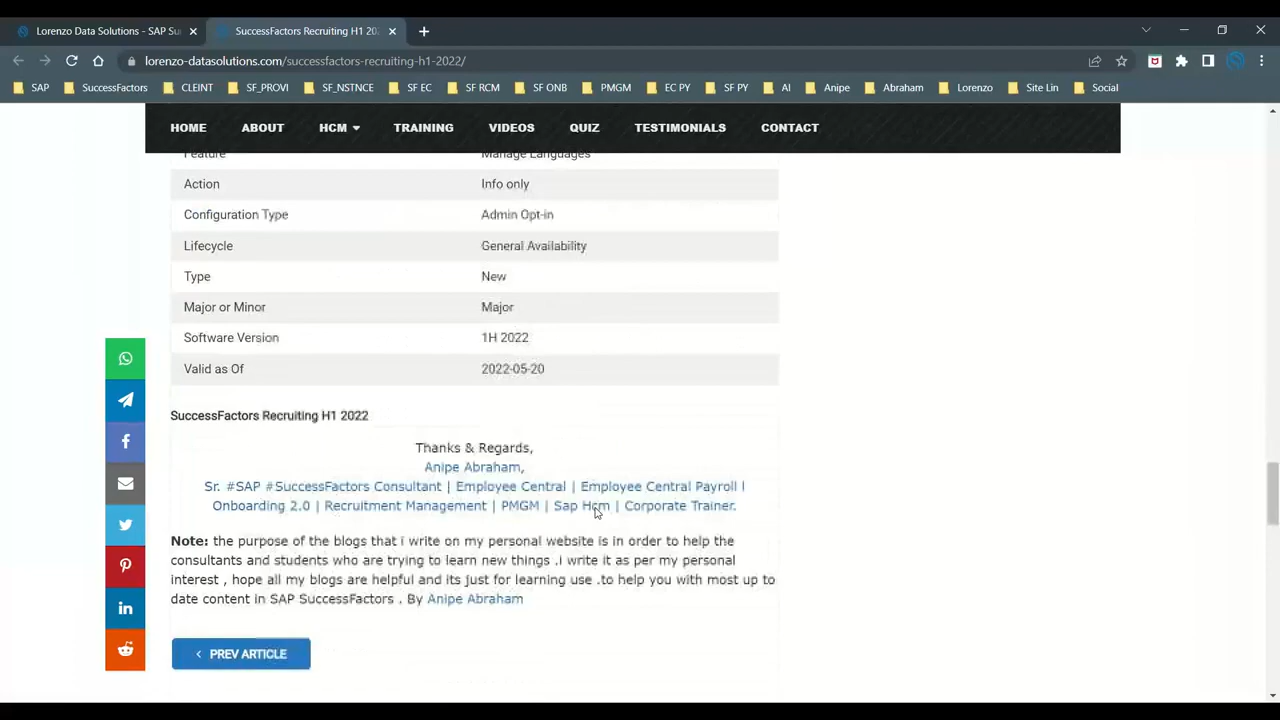 Lorenzo Data Solutions - SAP Su
SuccessFactors Recruiting H1 202
lorenzo-datasolutions.com/successfactors-recruiting-h1-2022/
SAP SuccessFactors CLEINT SF_PROVI SF_NSTNCE SF EC SF RCM SF ONB PMGM EC PY SF PY AI Anipe Abraham Lorenzo Site Lin Social
HOME ABOUT HCM TRAINING VIDEOS QUIZ TESTIMONIALS CONTACT
Feature Manage Languages
Action Info only
Configuration Type Admin Opt-in
Lifecycle General Availability
Type New
Major or Minor Major
Software Version 1H 2022
Valid as Of 2022-05-20
SuccessFactors Recruiting H1 2022
Thanks & Regards,
Anipe Abraham,
Sr. #SAP #SuccessFactors Consultant | Employee Central | Employee Central Payroll l
Onboarding 2.0 | Recruitment Management | PMGM | Sap Hcm | Corporate Trainer.
Note: the purpose of the blogs that i write on my personal website is in order to help the
consultants and students who are trying to learn new things .i write it as per my personal
interest , hope all my blogs are helpful and its just for learning use .to help you with most up to
date content in SAP SuccessFactors . By Anipe Abraham
PREV ARTICLE